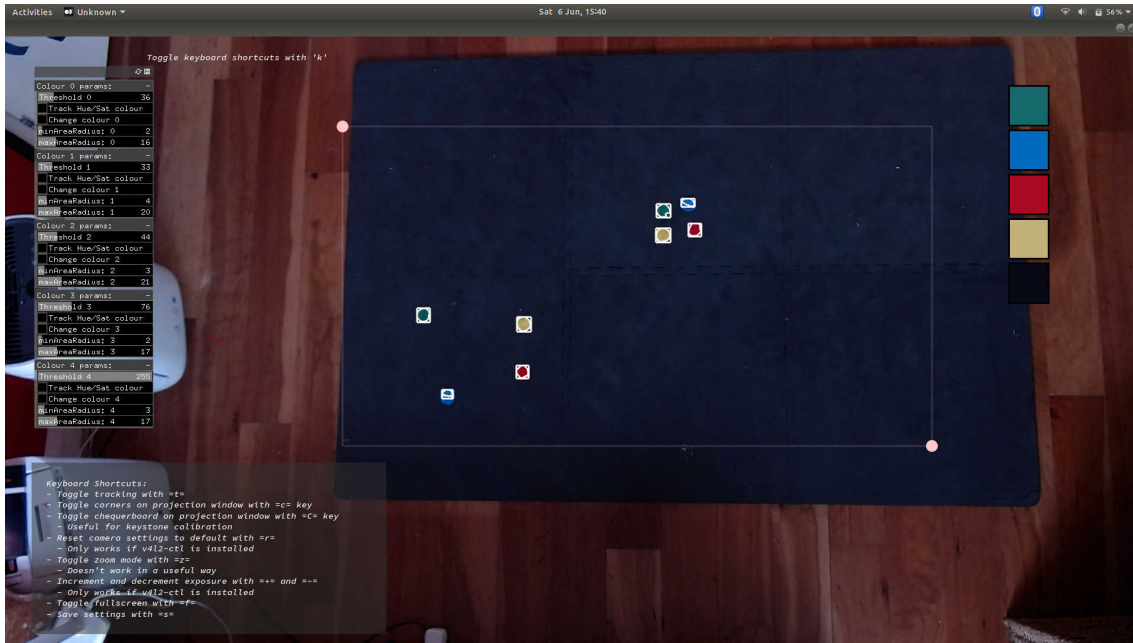 Activities OF Unknown ▾ Sat 6 Jun, 15:40 56% ▾
Toggle keyboard shortcuts with 'k'
Colour 0 params: -
Threshold 0 36
Track Hue/Sat colour
Change colour 0
minAreaRadius: 0 2
maxAreaRadius: 0 16
Colour 1 params: -
Threshold 1 33
Track Hue/Sat colour
Change colour 1
minAreaRadius: 1 4
maxAreaRadius: 1 20
Colour 2 params: -
Threshold 2 44
Track Hue/Sat colour
Change colour 2
minAreaRadius: 2 3
maxAreaRadius: 2 21
Colour 3 params: -
Threshold 3 76
Track Hue/Sat colour
Change colour 3
minAreaRadius: 3 2
maxAreaRadius: 3 17
Colour 4 params: -
Threshold 4 255
Track Hue/Sat colour
Change colour 4
minAreaRadius: 4 3
maxAreaRadius: 4 17
Keyboard Shortcuts:
- Toggle tracking with =t=
- Toggle corners on projection window with =c= key
- Toggle chequerboard on projection window with =C= key
- Useful for keystone calibration
- Reset camera settings to default with =r=
- Only works if v4l2-ctl is installed
- Toggle zoom mode with =z=
- Doesn't work in a useful way
- Increment and decrement exposure with =+= and =-=
- Only works if v4l2-ctl is installed
- Toggle fullscreen with =f=
- Save settings with =s=